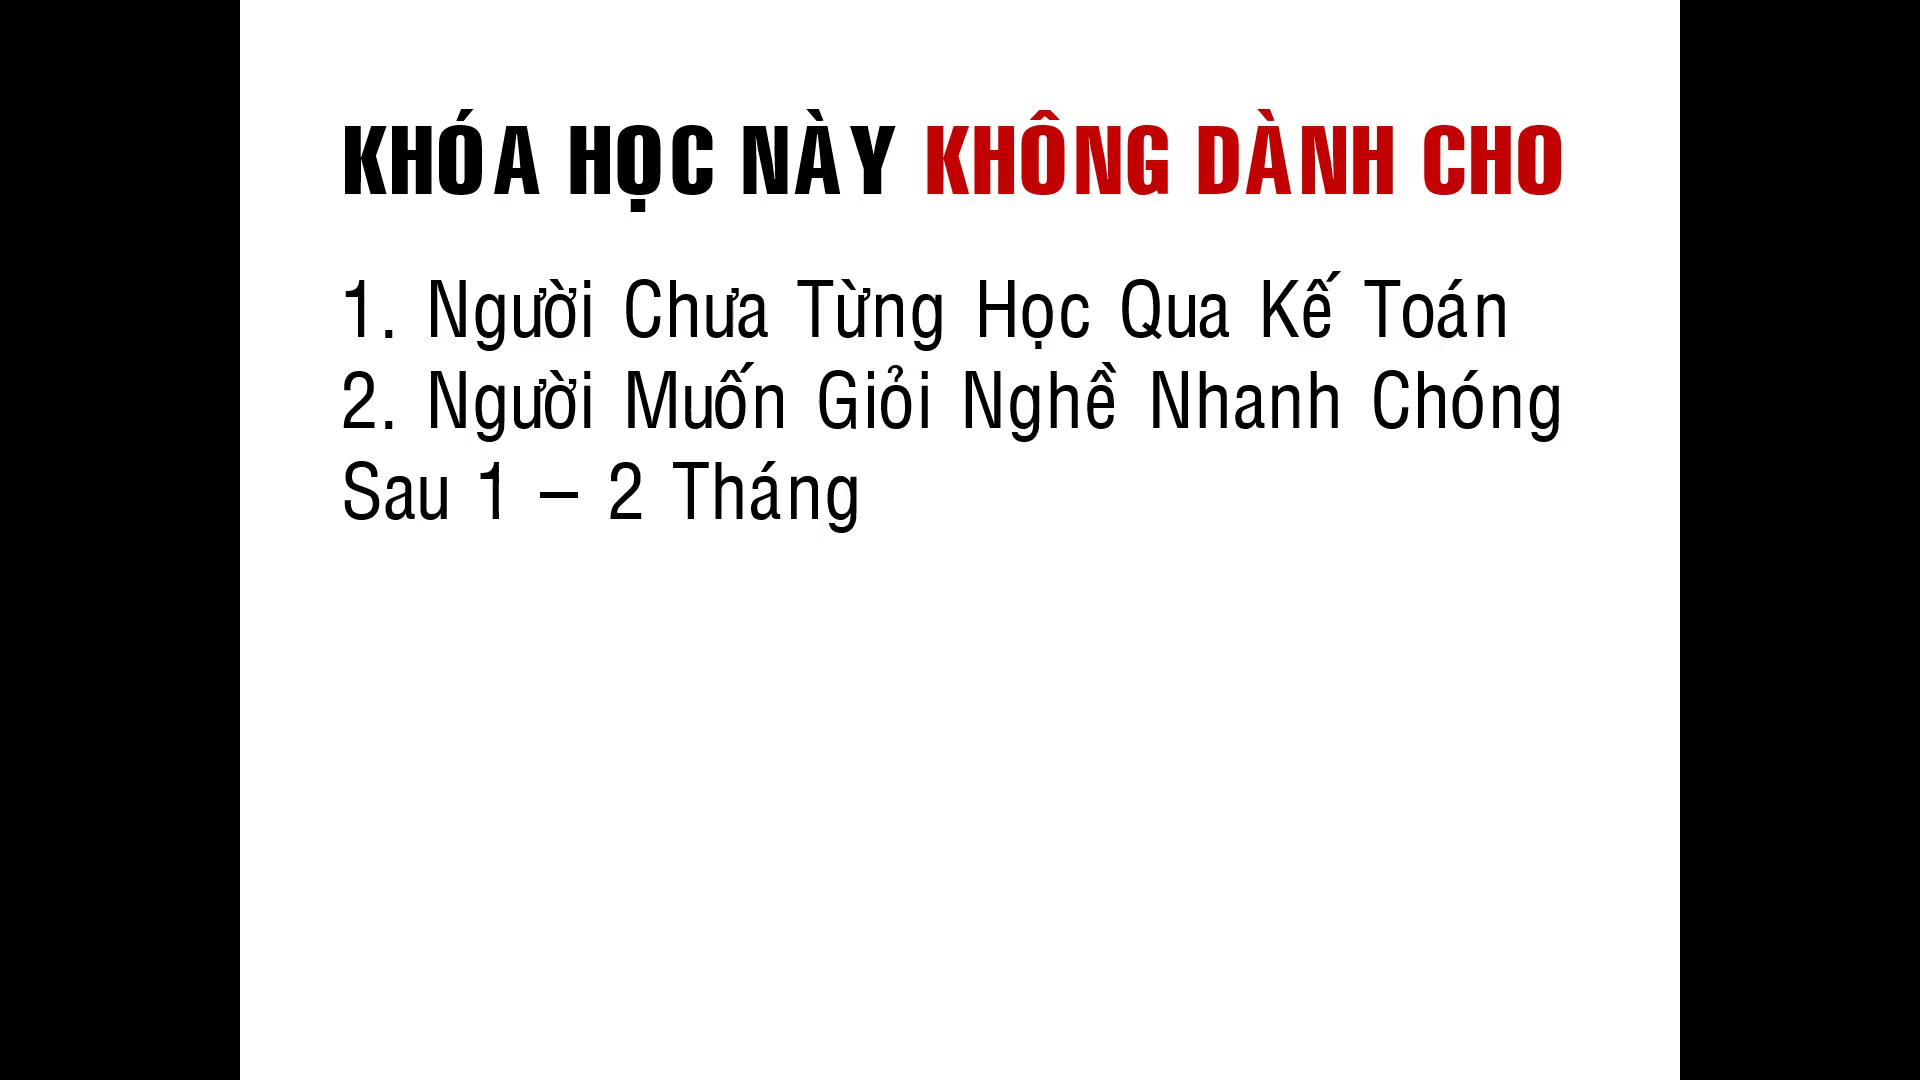 KHÓA HỌC NÀY KHÔNG DÀNH CHO
1. Người Chưa Từng Học Qua Kế Toán
2. Người Muốn Giỏi Nghề Nhanh Chóng
Sau 1 – 2 Tháng